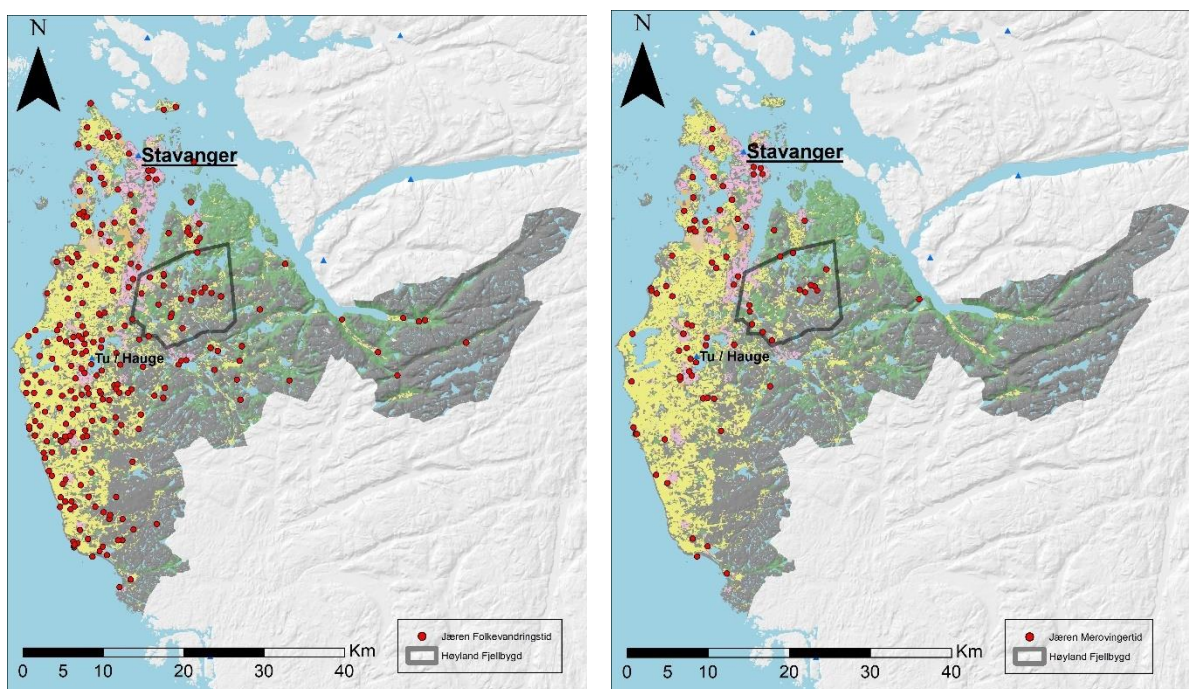 N
Stavanger
Tu / Hauge
Jæren Folkevandringstid
Høyland Fjellbygd
Km
0 5 10 20 30 40
N
Stavanger
Tu / Hauge
Jæren Merovingertid
Høyland Fjellbygd
Km
0 5 10 20 30 40